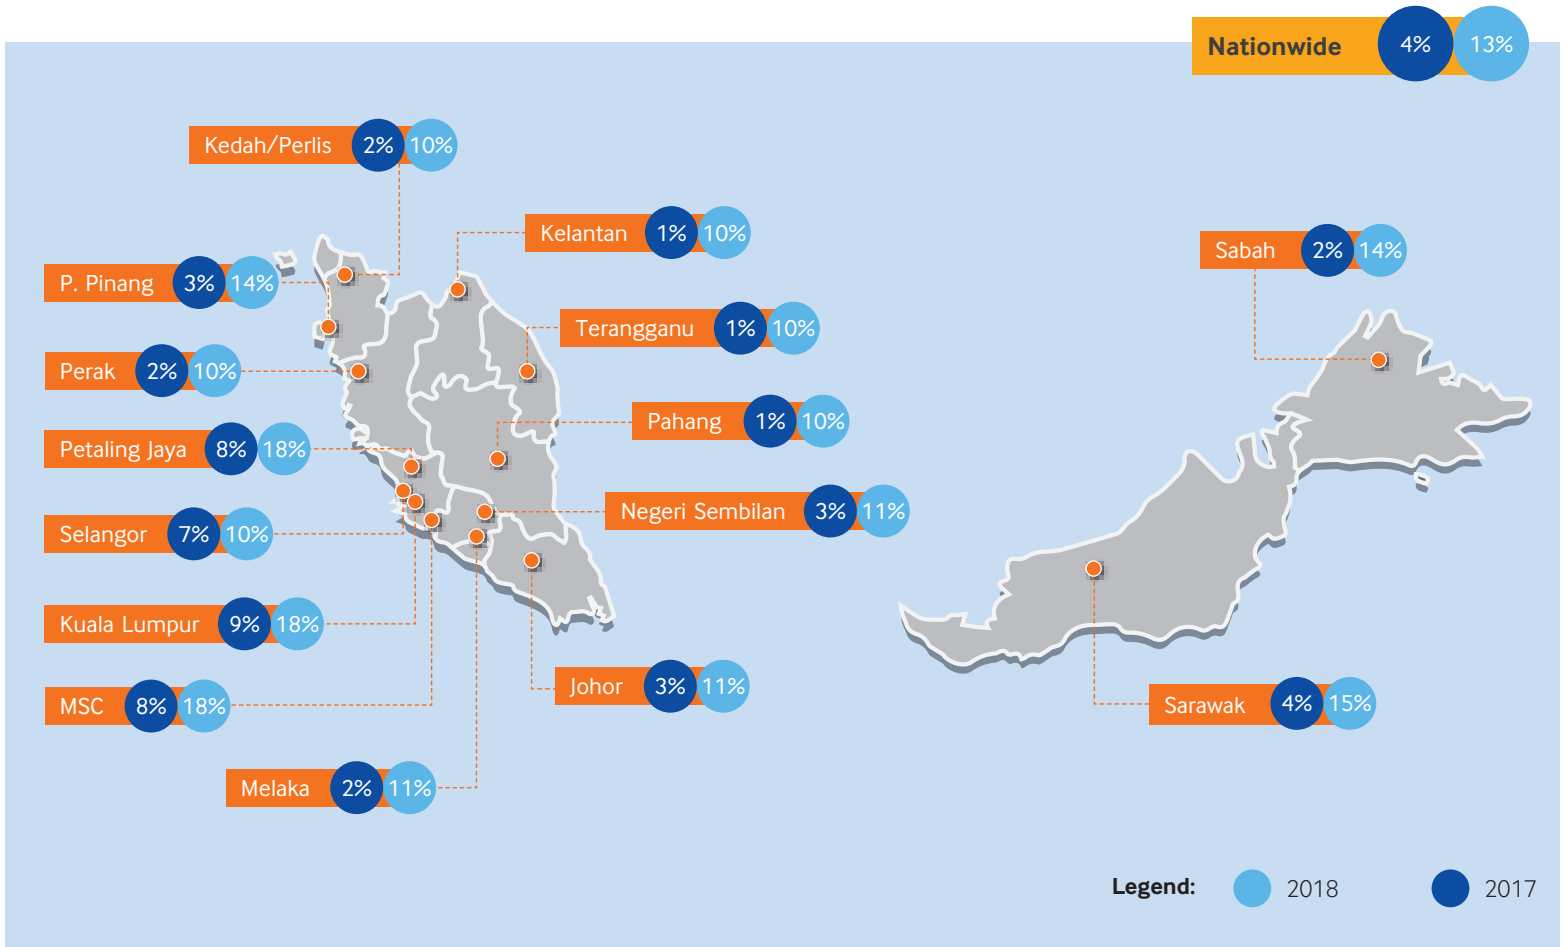 Nationwide 4% 13%
Kedah/Perlis 2% 10%
Kelantan 1% 10%
Sabah 2% 14%
P. Pinang 3% 14%
Terangganu 1% 10%
Perak 2% 10%
Pahang 1% 10%
Petaling Jaya 8% 18%
Negeri Sembilan 3% 11%
Selangor 7% 10%
Kuala Lumpur 9% 18%
Johor 3% 11%
MSC 8% 18%
Sarawak 4% 15%
Melaka 2% 11%
Legend: 2018 2017